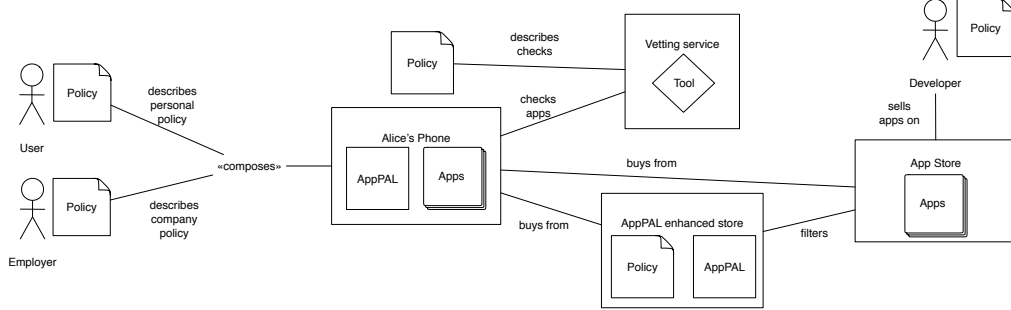 Policy
User
describes
personal
policy
Policy
Employer
describes
company
policy
«composes»
Policy
describes
checks
Vetting service
Tool
checks
apps
Alice's Phone
AppPAL
Apps
buys from
buys from
AppPAL enhanced store
Policy
AppPAL
filters
Policy
Developer
sells
apps on
App Store
Apps